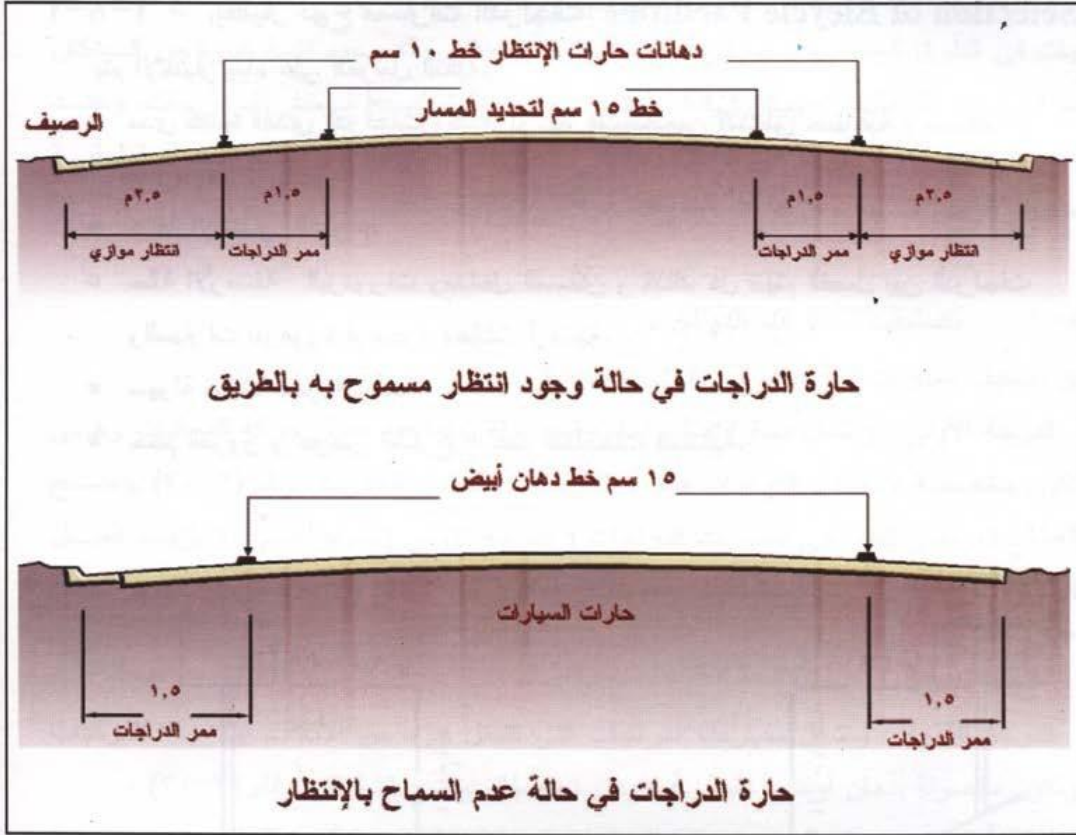 دهانات حارات الإنتظار خط ١٠ سم
خط ١٥ سم لتحديد المسار
الرصيف
٢,٥م ١,٥م ١,٥م ٢,٥م
انتظار موازي ممر الدراجات ممر الدراجات انتظار موازي
حارة الدراجات في حالة وجود انتظار مسموح به بالطريق
١٥ سم خط دهان أبيض
حارات السيارات
١,٥ ١,٥
ممر الدراجات ممر الدراجات
حارة الدراجات في حالة عدم السماح بالإنتظار